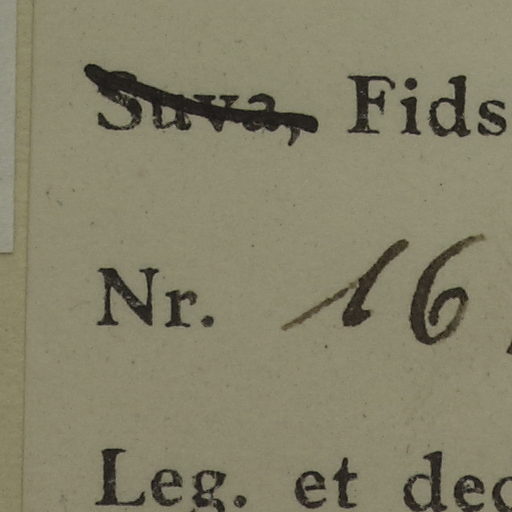 Suva, Fids
Nr. 16
Leg. et dec